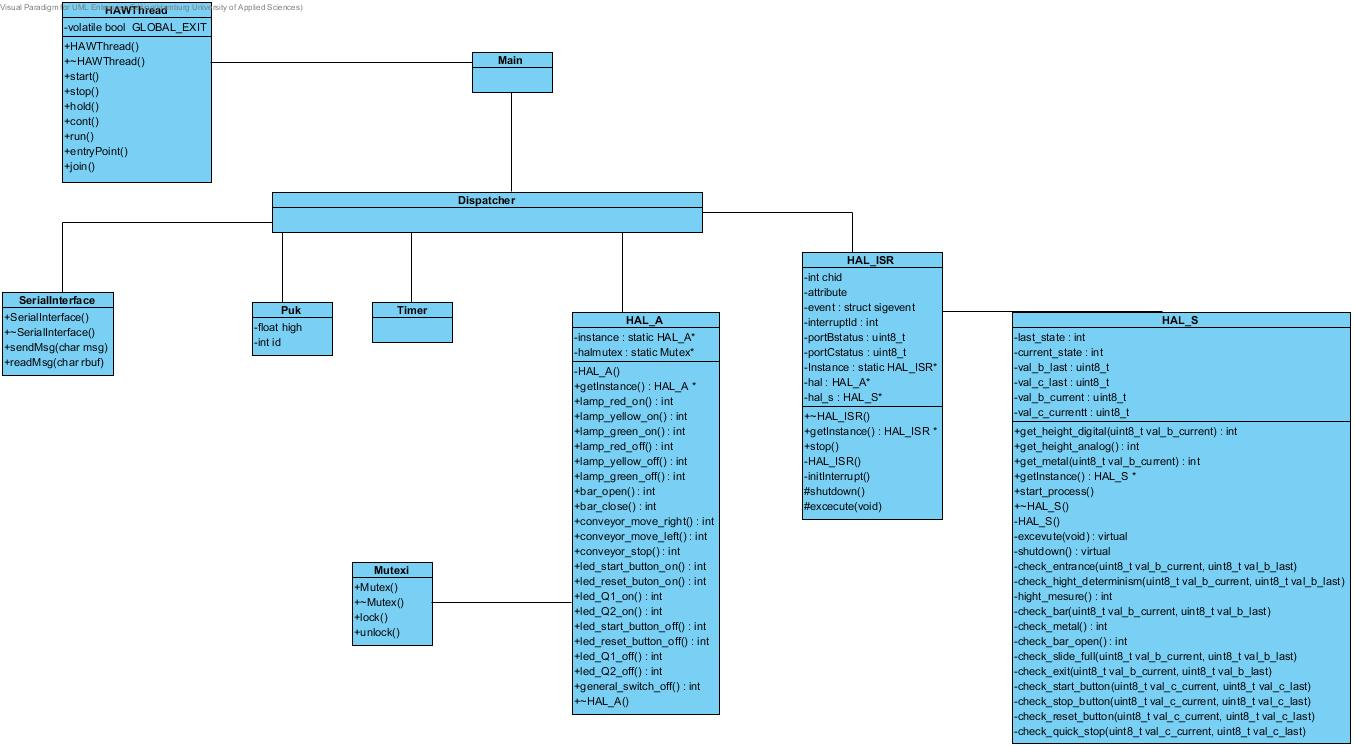 Visual Paradigm for UML Enterprise Edition(Hamburg University of Applied Sciences)
HAWThread
-volatile bool GLOBAL_EXIT
+HAWThread()
+~HAWThread()
+start()
+stop()
+hold()
+cont()
+run()
+entryPoint()
+join()
Main
Dispatcher
SerialInterface
+SerialInterface()
+~SerialInterface()
+sendMsg(char msg)
+readMsg(char rbuf)
Puk
-float high
-int id
Timer
HAL_A
-instance : static HAL_A*
-halmutex : static Mutex*
-HAL_A()
+getInstance() : HAL_A *
+lamp_red_on() : int
+lamp_yellow_on() : int
+lamp_green_on() : int
+lamp_red_off() : int
+lamp_yellow_off() : int
+lamp_green_off() : int
+bar_open() : int
+bar_close() : int
+conveyor_move_right() : int
+conveyor_move_left() : int
+conveyor_stop() : int
+led_start_button_on() : int
+led_reset_buton_on() : int
+led_Q1_on() : int
+led_Q2_on() : int
+led_start_button_off() : int
+led_reset_button_off() : int
+led_Q1_off() : int
+led_Q2_off() : int
+general_switch_off() : int
+~HAL_A()
Mutexi
+Mutex()
+~Mutex()
+lock()
+unlock()
HAL_ISR
-int chid
-attribute
-event : struct sigevent
-interruptId : int
-portBstatus : uint8_t
-portCstatus : uint8_t
-Instance : static HAL_ISR*
-hal : HAL_A*
-hal_s : HAL_S*
+~HAL_ISR()
+getInstance() : HAL_ISR *
+stop()
-HAL_ISR()
-initInterrupt()
#shutdown()
#excecute(void)
HAL_S
-last_state : int
-current_state : int
-val_b_last : uint8_t
-val_c_last : uint8_t
-val_b_current : uint8_t
-val_c_currentt : uint8_t
+get_height_digital(uint8_t val_b_current) : int
+get_height_analog() : int
+get_metal(uint8_t val_b_current) : int
+getInstance() : HAL_S *
+start_process()
+~HAL_S()
-HAL_S()
-excevute(void) : virtual
-shutdown() : virtual
-check_entrance(uint8_t val_b_current, uint8_t val_b_last)
-check_hight_determinism(uint8_t val_b_current, uint8_t val_b_last)
-hight_mesure() : int
-check_bar(uint8_t val_b_current, uint8_t val_b_last)
-check_metal() : int
-check_bar_open() : int
-check_slide_full(uint8_t val_b_current, uint8_t val_b_last)
-check_exit(uint8_t val_b_current, uint8_t val_b_last)
-check_start_button(uint8_t val_c_current, uint8_t val_c_last)
-check_stop_button(uint8_t val_c_current, uint8_t val_c_last)
-check_reset_button(uint8_t val_c_current, uint8_t val_c_last)
-check_quick_stop(uint8_t val_c_current, uint8_t val_c_last)